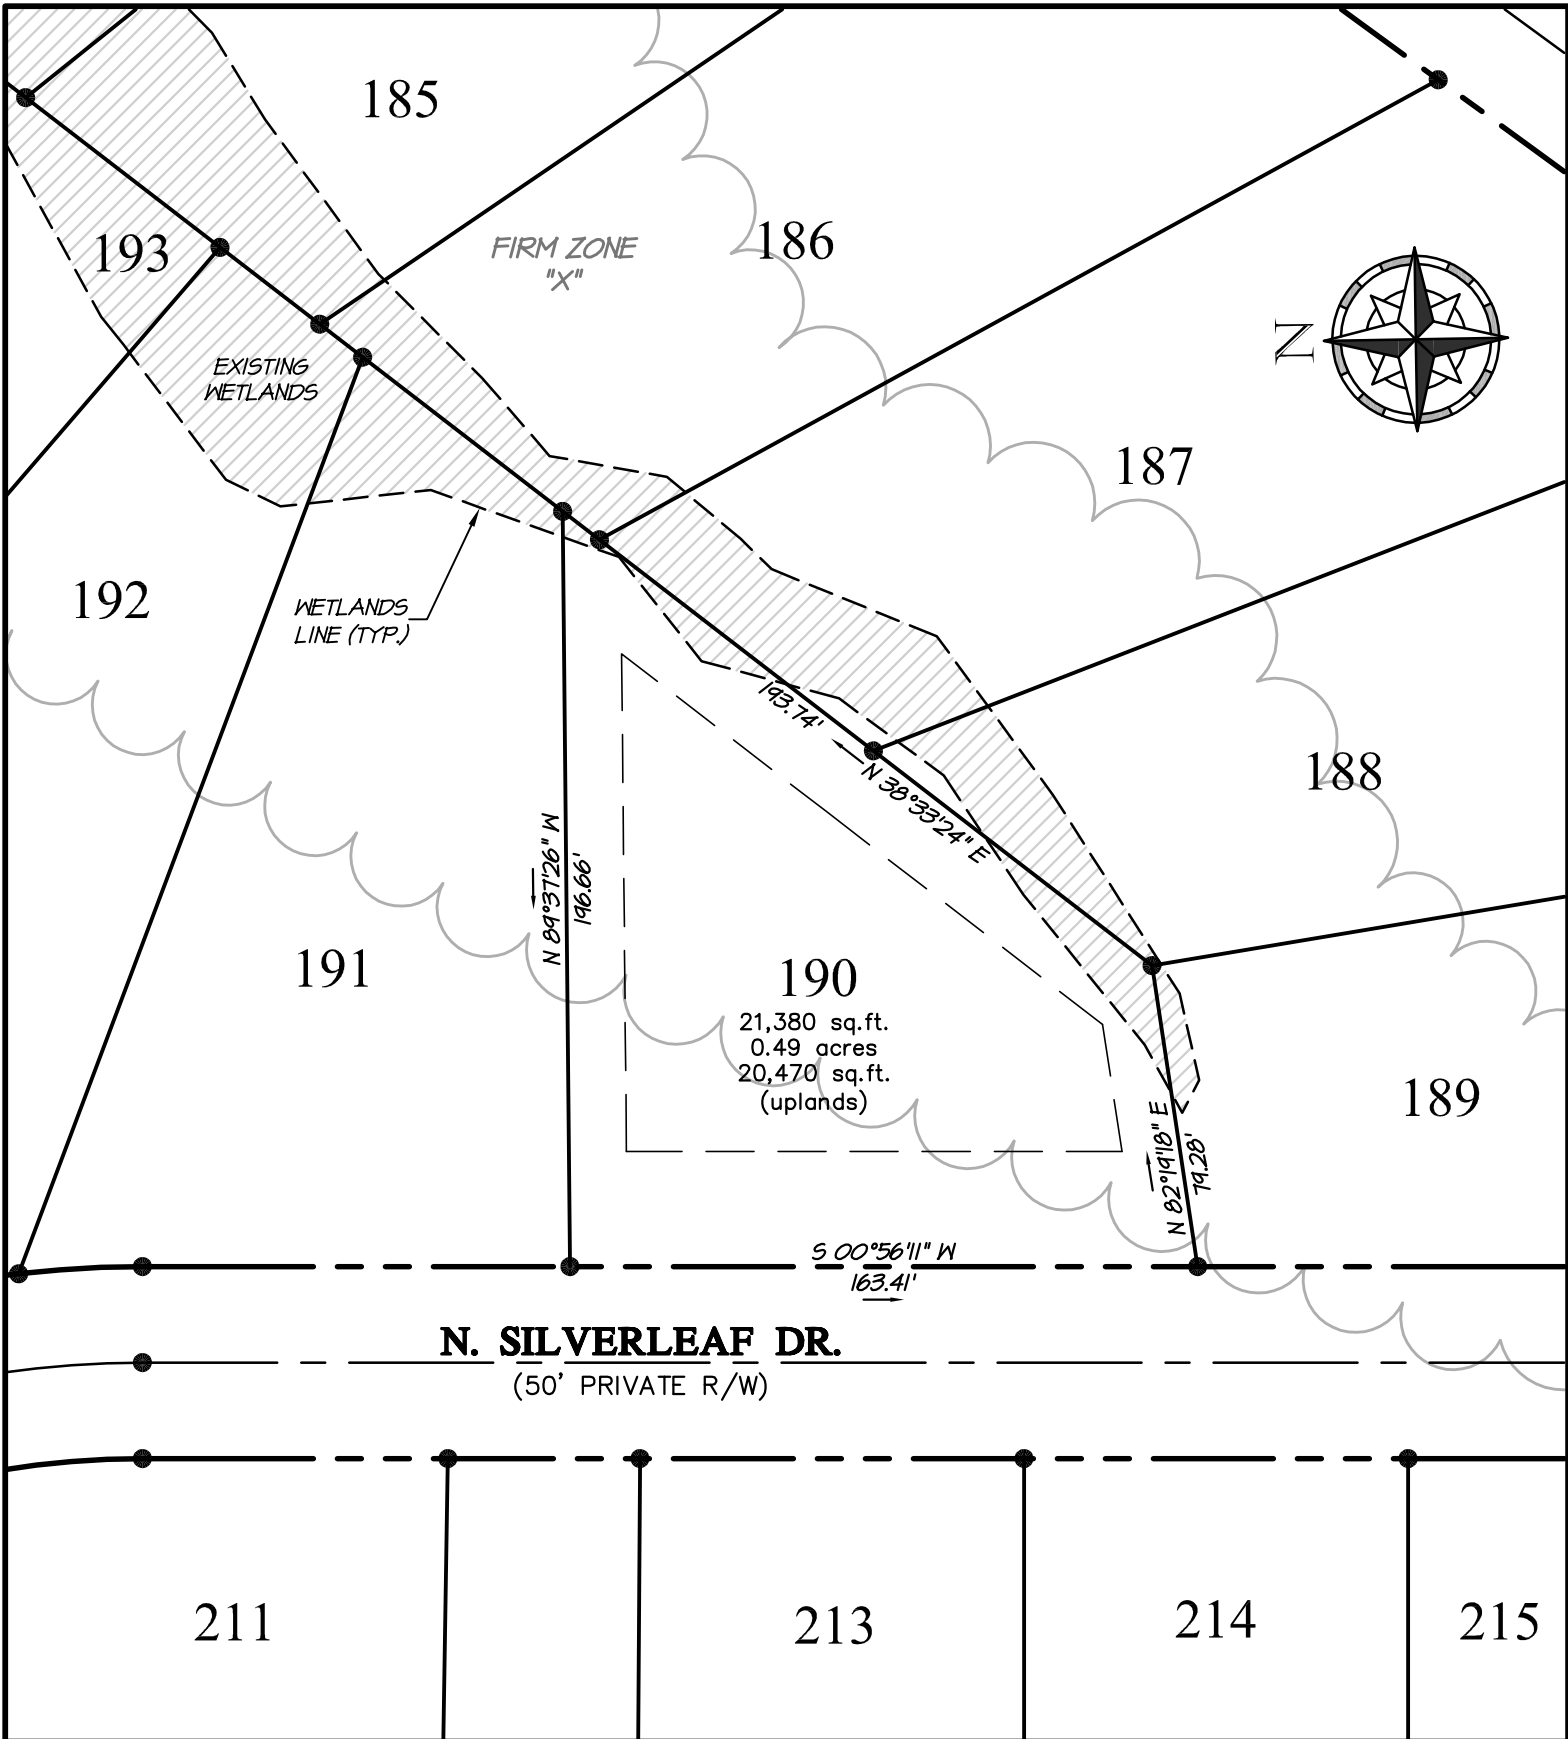 185
186
193
FIRM ZONE
"X"
N
EXISTING
WETLANDS
187
192
WETLANDS
LINE (TYP.)
193.74'
N 38°33'24" E
188
N 89°37'26" W
196.66'
191
190
21,380 sq.ft.
0.49 acres
20,470 sq.ft.
(uplands)
189
N 82°19'18" E
79.28'
S 00°56'11" W
163.41'
N. SILVERLEAF DR.
(50' PRIVATE R/W)
211
213
214
215